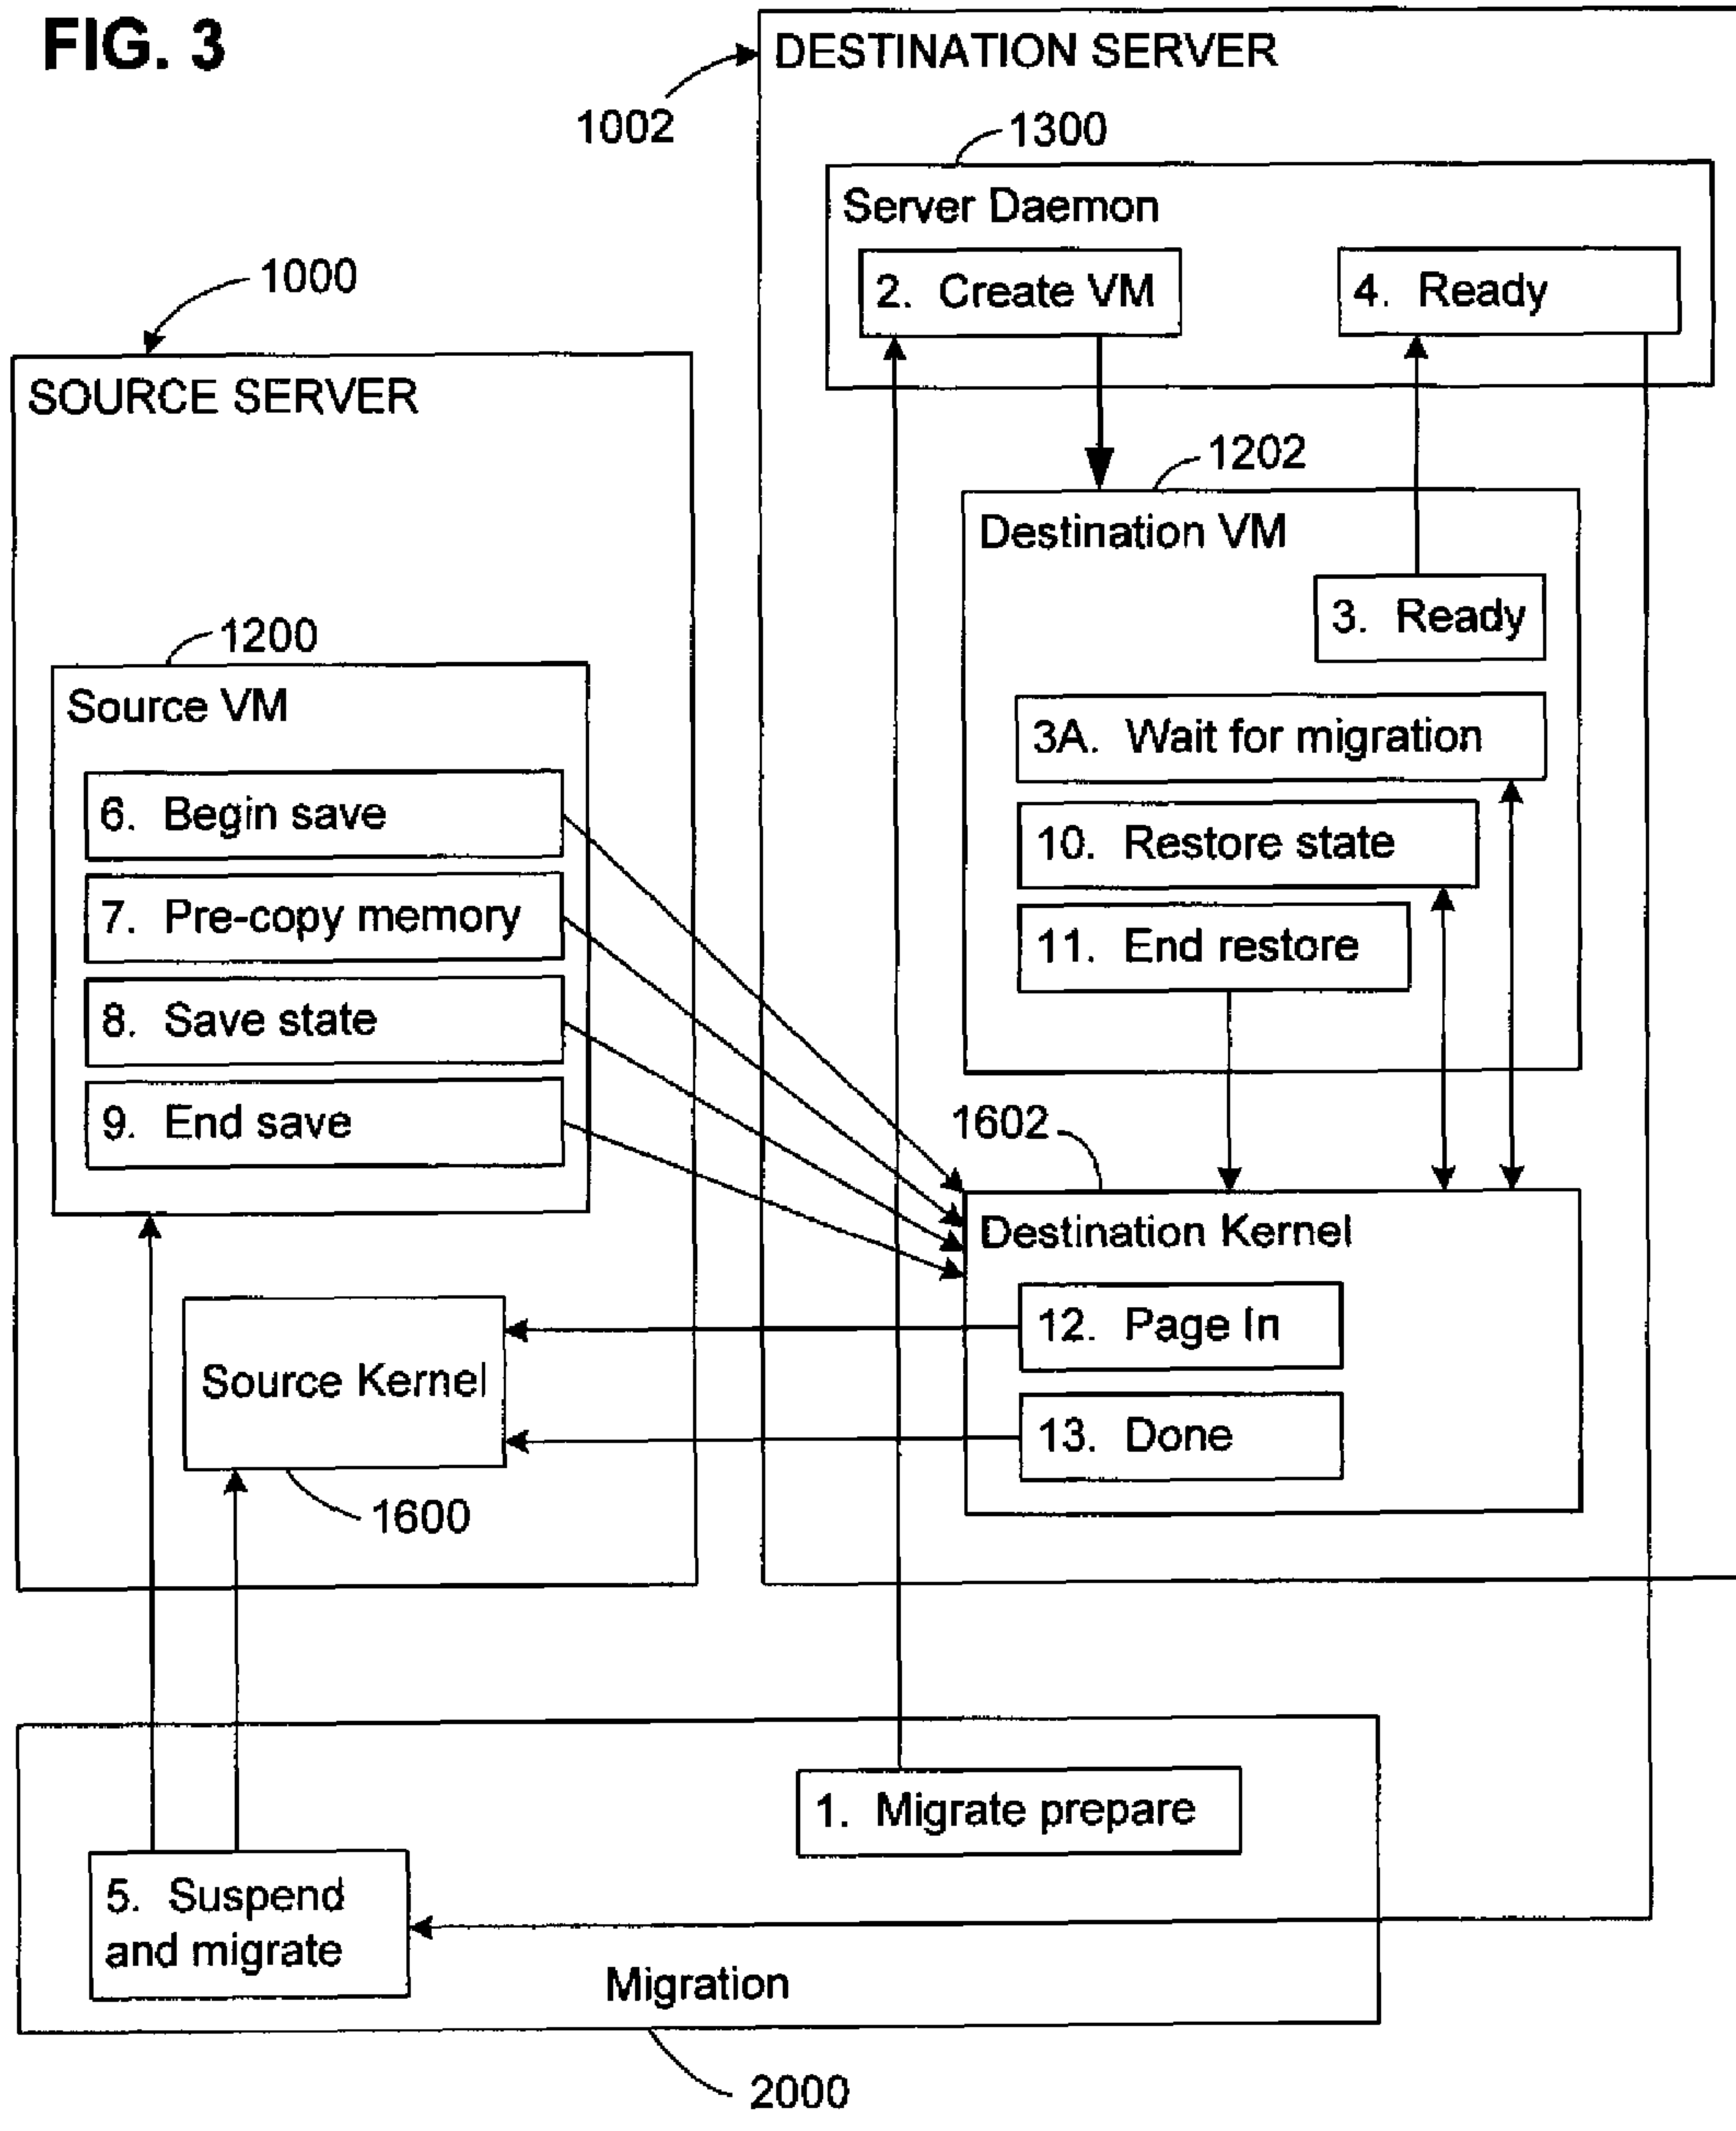 FIG. 3
DESTINATION SERVER
1002
1300
Server Daemon
2. Create VM
4. Ready
1000
SOURCE SERVER
1202
Destination VM
3. Ready
1200
Source VM
3A. Wait for migration
6. Begin save
10. Restore state
7. Pre-copy memory
11. End restore
8. Save state
9. End save
1602
Destination Kernel
12. Page In
Source Kernel
13. Done
1600
1. Migrate prepare
5. Suspend
and migrate
Migration
2000